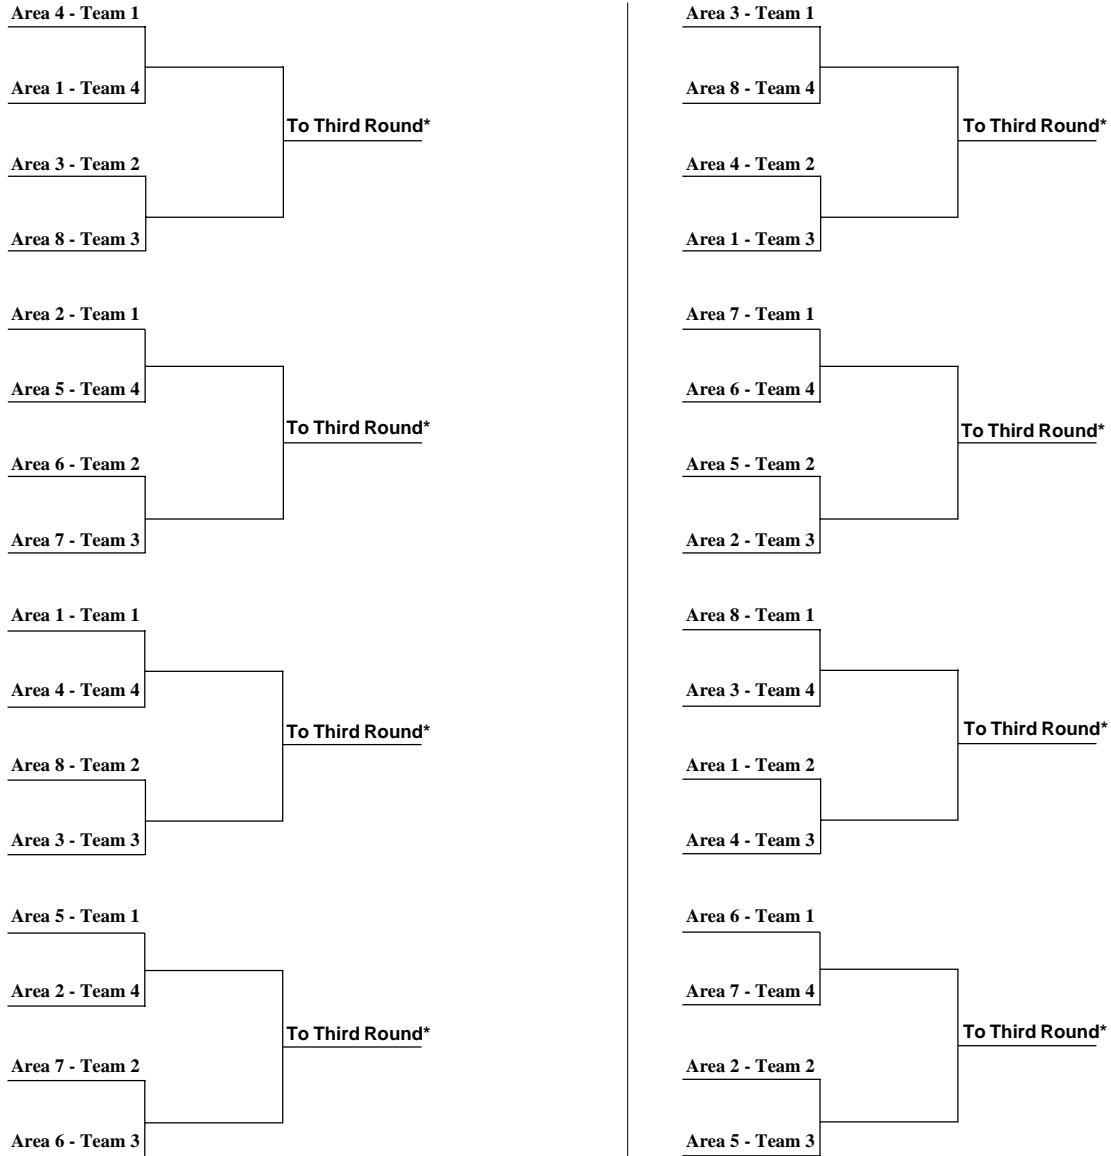 Area 4 - Team 1
Area 1 - Team 4
To Third Round*
Area 3 - Team 2
Area 8 - Team 3
Area 2 - Team 1
Area 5 - Team 4
To Third Round*
Area 6 - Team 2
Area 7 - Team 3
Area 1 - Team 1
Area 4 - Team 4
To Third Round*
Area 8 - Team 2
Area 3 - Team 3
Area 5 - Team 1
Area 2 - Team 4
To Third Round*
Area 7 - Team 2
Area 6 - Team 3
Area 3 - Team 1
Area 8 - Team 4
To Third Round*
Area 4 - Team 2
Area 1 - Team 3
Area 7 - Team 1
Area 6 - Team 4
To Third Round*
Area 5 - Team 2
Area 2 - Team 3
Area 8 - Team 1
Area 3 - Team 4
To Third Round*
Area 1 - Team 2
Area 4 - Team 3
Area 6 - Team 1
Area 7 - Team 4
To Third Round*
Area 2 - Team 2
Area 5 - Team 3